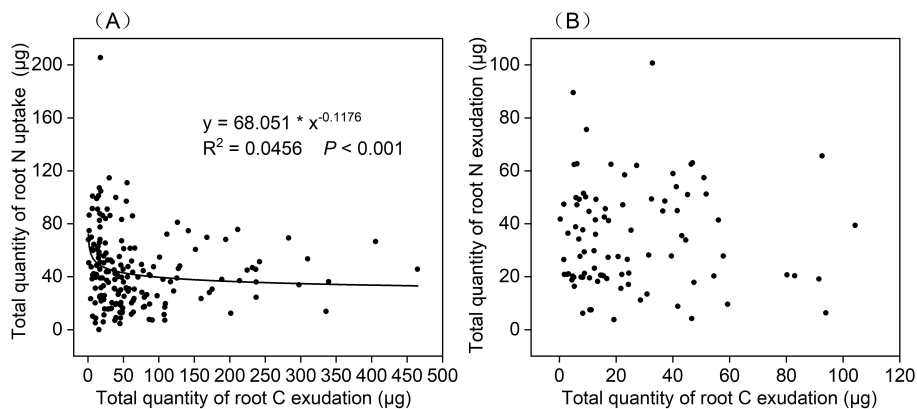 （A）
Total quantity of root N uptake (μg)
200
160
120
80
40
0
y = 68.051 * x-0.1176
R2 = 0.0456 P < 0.001
0 50 100 150 200 250 300 350 400 450 500
Total quantity of root C exudation (μg)
（B）
Total quantity of root N exudation (μg)
100
80
60
40
20
0
0 20 40 60 80 100 120
Total quantity of root C exudation (μg)